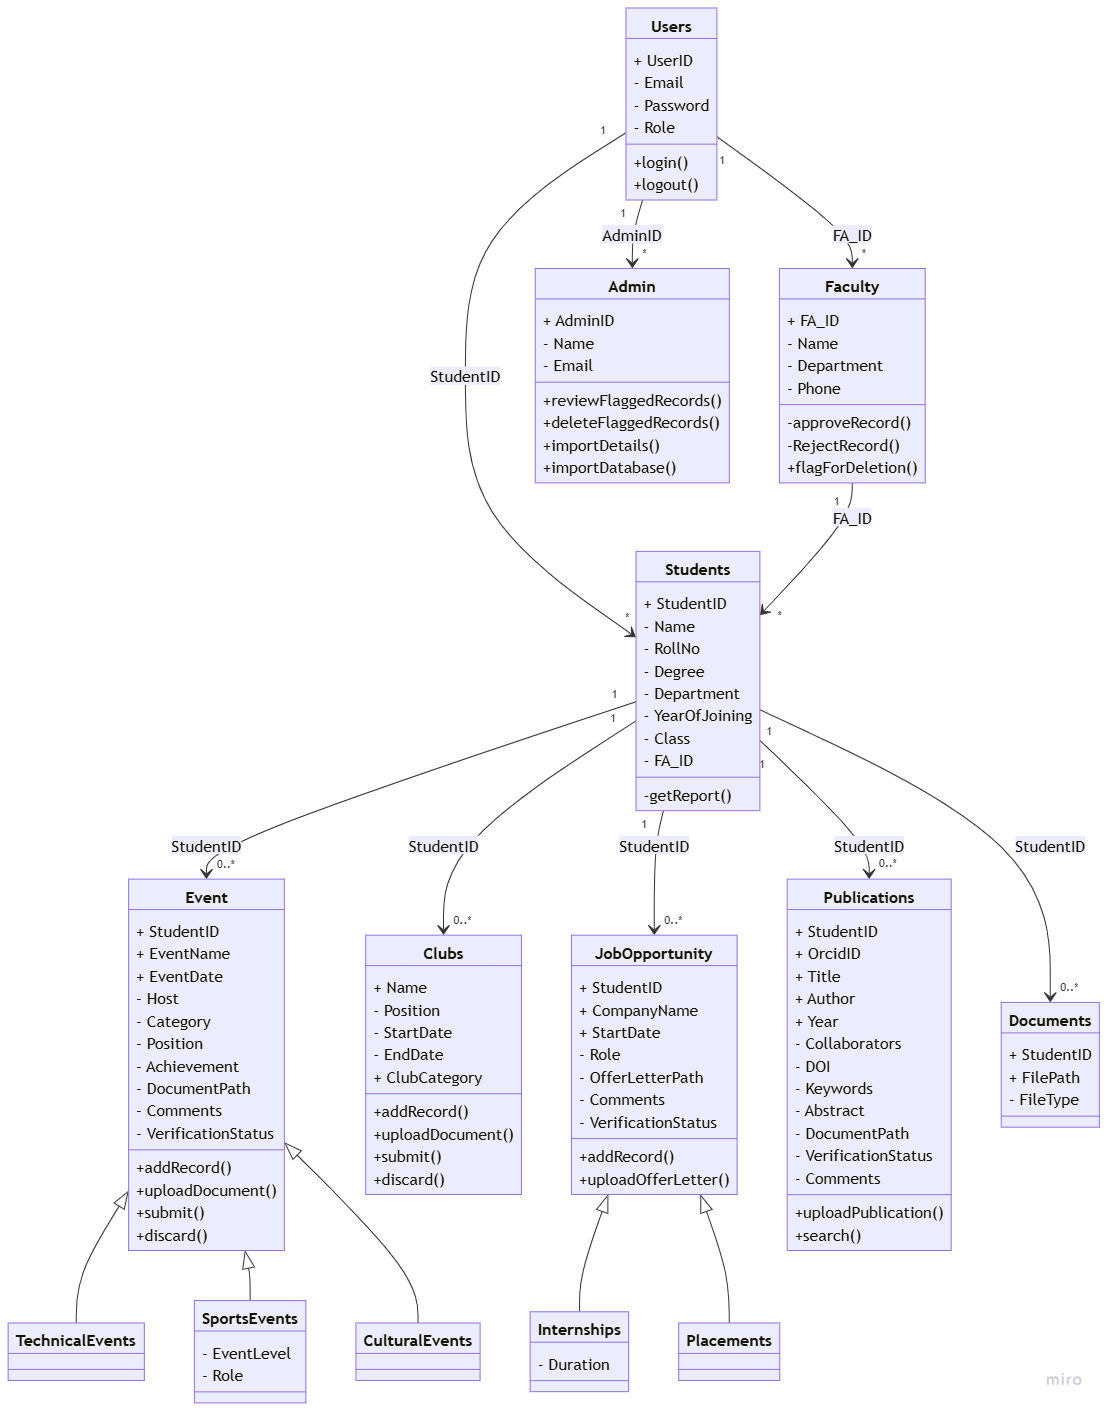 Users
+ UserID
- Email
- Password
- Role
+login()
+logout()
1
1
1
AdminID
*
FA_ID
*
StudentID
*
Admin
+ AdminID
- Name
- Email
+reviewFlaggedRecords()
+deleteFlaggedRecords()
+importDetails()
+importDatabase()
Faculty
+ FA_ID
- Name
- Department
- Phone
-approveRecord()
-RejectRecord()
+flagForDeletion()
1
FA_ID
*
Students
+ StudentID
- Name
- RollNo
- Degree
- Department
- YearOfJoining
- Class
- FA_ID
-getReport()
1
1
1
1
1
StudentID
0..*
StudentID
0..*
StudentID
0..*
StudentID
0..*
StudentID
0..*
Event
+ StudentID
+ EventName
+ EventDate
- Host
- Category
- Position
- Achievement
- DocumentPath
- Comments
- VerificationStatus
+addRecord()
+uploadDocument()
+submit()
+discard()
Clubs
+ Name
- Position
- StartDate
- EndDate
+ ClubCategory
+addRecord()
+uploadDocument()
+submit()
+discard()
JobOpportunity
+ StudentID
+ CompanyName
+ StartDate
- Role
- OfferLetterPath
- Comments
- VerificationStatus
+addRecord()
+uploadOfferLetter()
Publications
+ StudentID
+ OrcidID
+ Title
+ Author
+ Year
- Collaborators
- DOI
- Keywords
- Abstract
- DocumentPath
- VerificationStatus
- Comments
+uploadPublication()
+search()
Documents
+ StudentID
+ FilePath
- FileType
TechnicalEvents
SportsEvents
- EventLevel
- Role
CulturalEvents
Internships
- Duration
Placements
miro